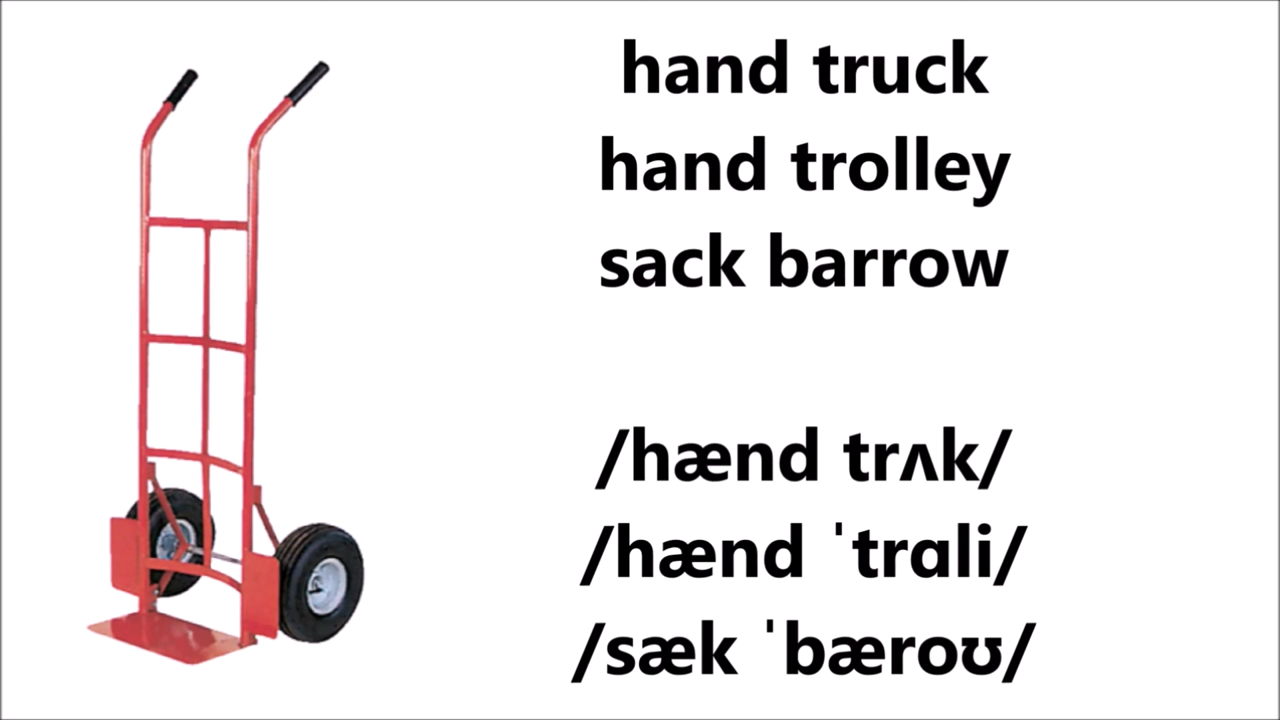 hand truck
hand trolley
sack barrow
/hænd trʌk/
/hænd ˈtrɑli/
/sæk ˈbæroʊ/